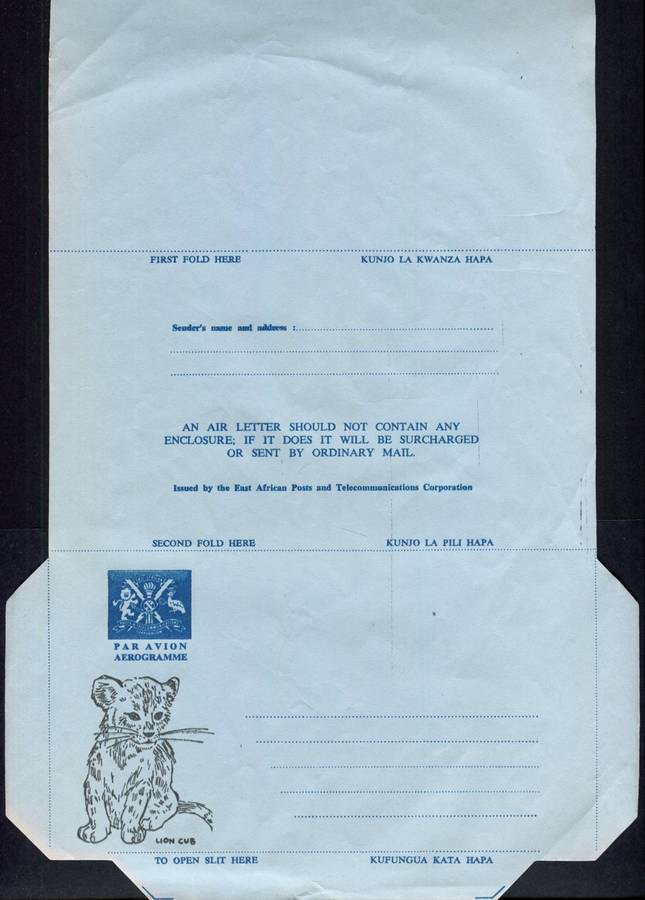 FIRST FOLD HERE KUNJO LA KWANZA HAPA
Sender's name and address :
AN AIR LETTER SHOULD NOT CONTAIN ANY
ENCLOSURE; IF IT DOES IT WILL BE SURCHARGED
OR SENT BY ORDINARY MAIL.
Issued by the East African Posts and Telecommunications Corporation
SECOND FOLD HERE KUNJO LA PILI HAPA
PAR AVION
AEROGRAMME
LION CUB
TO OPEN SLIT HERE KUFUNGUA KATA HAPA